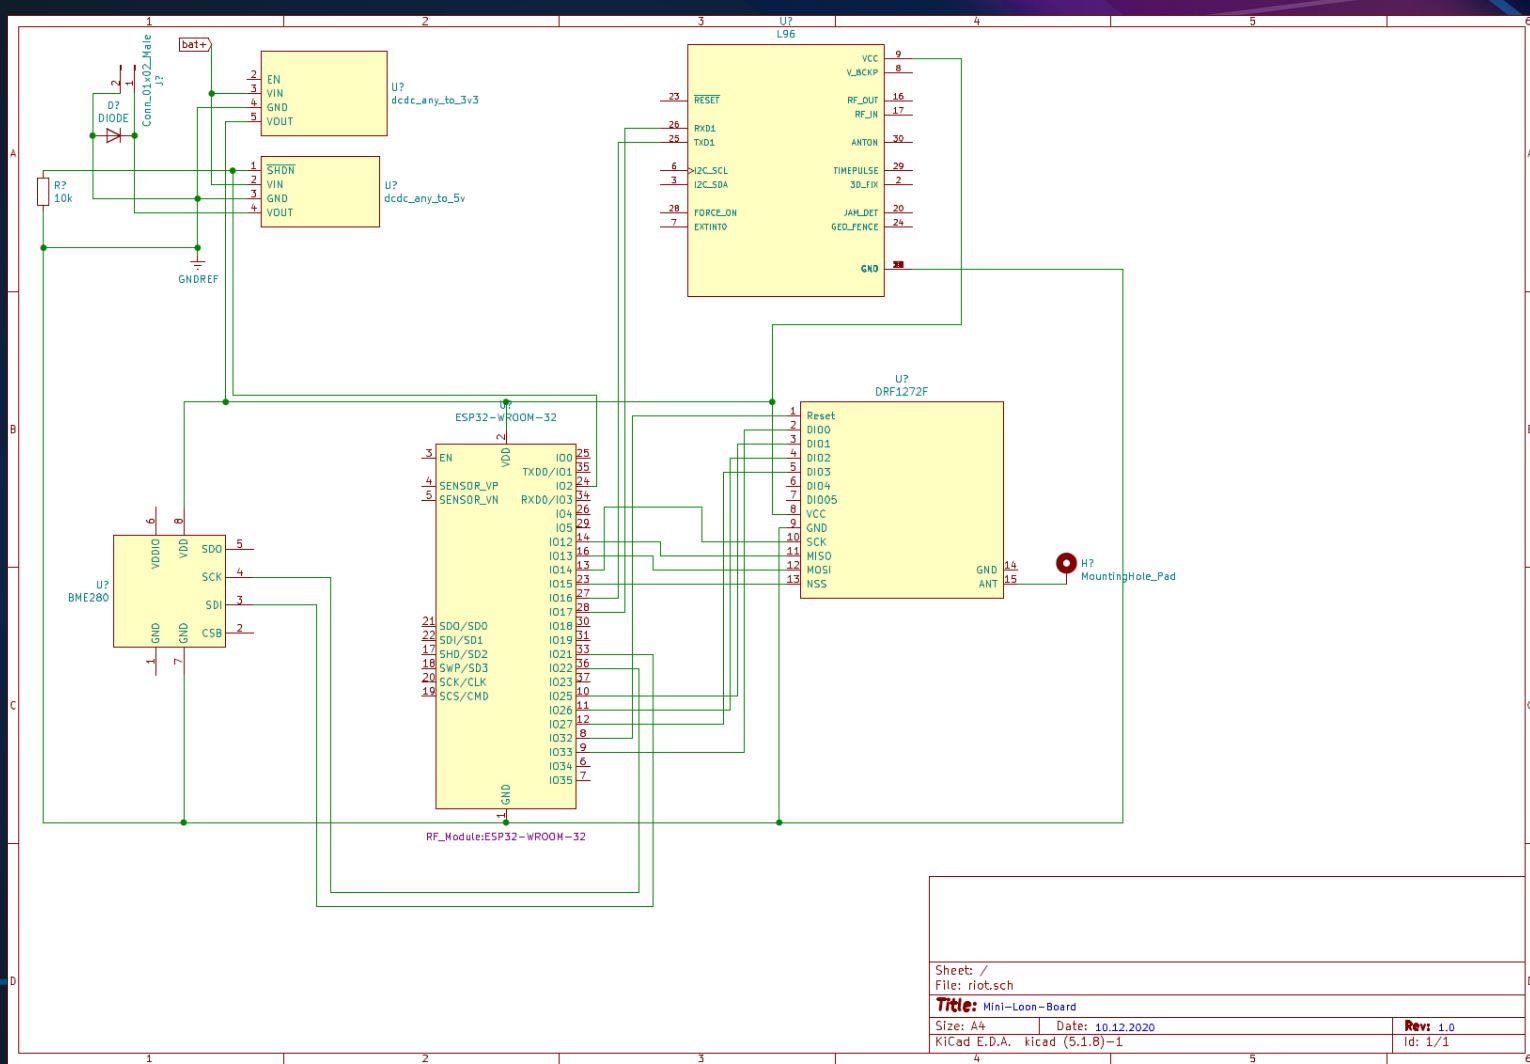 1
2
3
4
5
6
A
B
C
D
bat+
Conn_01x02_Male
J?
2
1
D?
DIODE
R?
10k
GNDREF
2 EN
3 VIN
4 GND
5 VOUT
U?
dcdc_any_to_3v3
1 SHDN
2 VIN
3 GND
4 VOUT
U?
dcdc_any_to_5v
U?
L96
23 RESET
26 RXD1
25 TXD1
6 I2C_SCL
3 I2C_SDA
28 FORCE_ON
7 EXTINT0
VCC 9
V_BCKP 8
RF_OUT 16
RF_IN 17
ANTON 30
TIMEPULSE 29
3D_FIX 2
JAM_DET 20
GEO_FENCE 24
GND
U?
DRF1272F
1 Reset
2 DIO0
3 DIO1
4 DIO2
5 DIO3
6 DIO4
7 DIO05
8 VCC
9 GND
10 SCK
11 MISO
12 MOSI
13 NSS
GND 14
ANT 15
H?
MountingHole_Pad
U?
ESP32-WROOM-32
2 VDD
3 EN
4 SENSOR_VP
5 SENSOR_VN
21 SDO/SD0
22 SDI/SD1
17 SHD/SD2
18 SWP/SD3
20 SCK/CLK
19 SCS/CMD
IO0 25
TXD0/IO1 35
IO2 24
RXD0/IO3 34
IO4 26
IO5 29
IO12 14
IO13 16
IO14 13
IO15 23
IO16 27
IO17 28
IO18 30
IO19 31
IO21 33
IO22 36
IO23 37
IO25 10
IO26 11
IO27 12
IO32 8
IO33 9
IO34 6
IO35 7
GND 1
RF_Module:ESP32-WROOM-32
U?
BME280
6 VDDIO
8 VDD
SDO 5
SCK 4
SDI 3
CSB 2
GND 1
GND 7
Sheet: /
File: riot.sch
Title: Mini-Loon-Board
Size: A4 Date: 10.12.2020 Rev: 1.0
KiCad E.D.A. kicad (5.1.8)-1 Id: 1/1
1
2
3
4
5
6